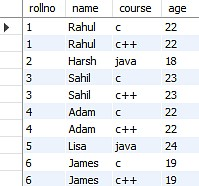 rollno name course age
1 Rahul c 22
1 Rahul c++ 22
2 Harsh java 18
3 Sahil c 23
3 Sahil c++ 23
4 Adam c 22
4 Adam c++ 22
5 Lisa java 24
6 James c 19
6 James c++ 19